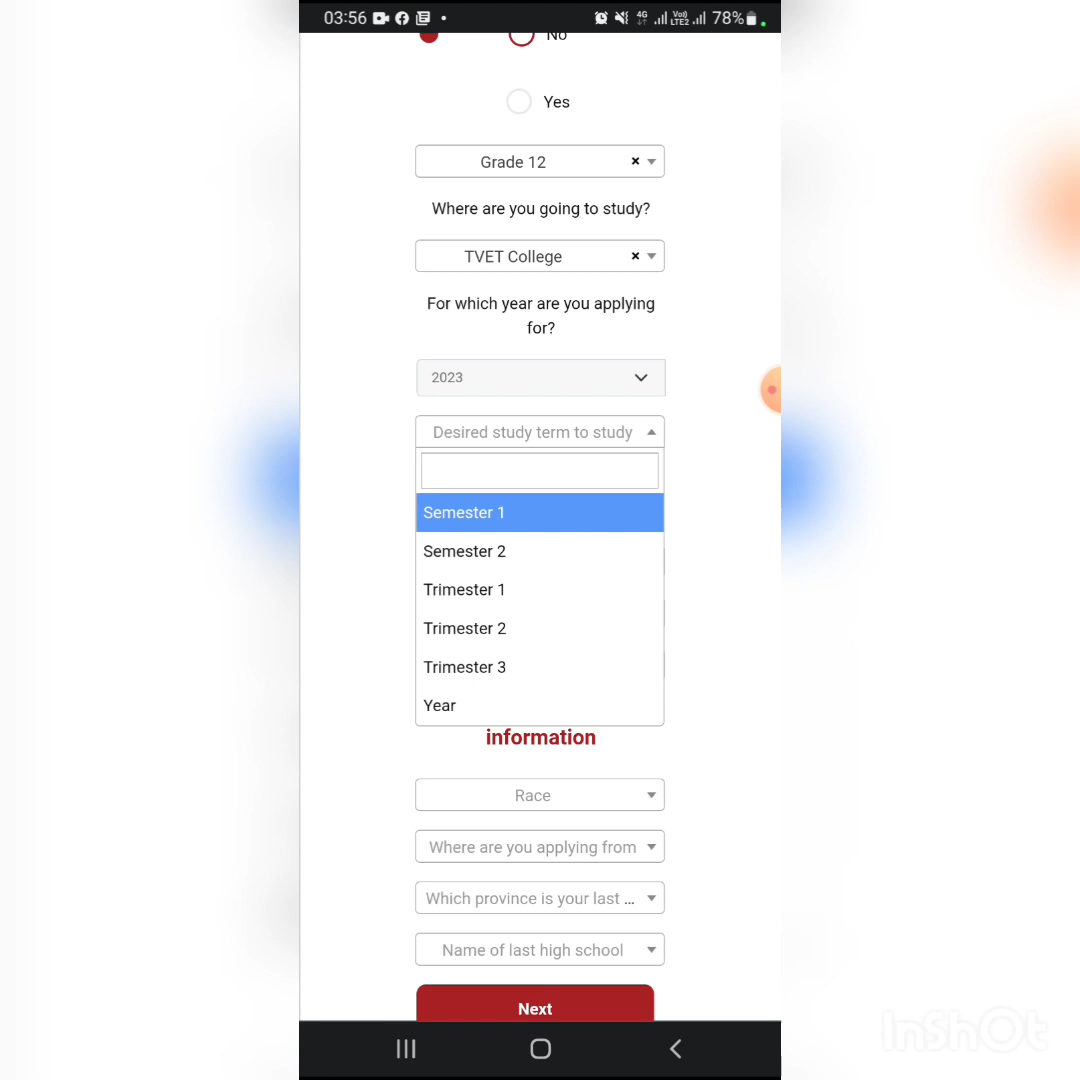 03:56 4G Vo)) LTE2 78%
No
Yes
Grade 12 ×
Where are you going to study?
TVET College ×
For which year are you applying
for?
2023
Desired study term to study
Semester 1
Semester 2
Trimester 1
Trimester 2
Trimester 3
Year
information
Race
Where are you applying from
Which province is your last ...
Name of last high school
Next
InShOt